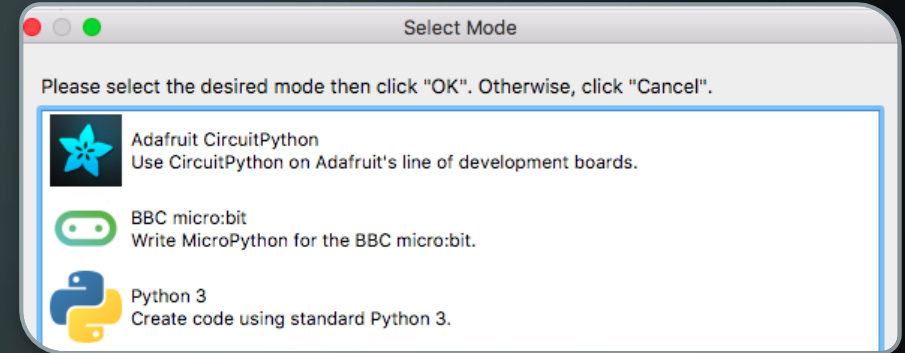 Select Mode
Please select the desired mode then click "OK". Otherwise, click "Cancel".
Adafruit CircuitPython
Use CircuitPython on Adafruit's line of development boards.
BBC micro:bit
Write MicroPython for the BBC micro:bit.
Python 3
Create code using standard Python 3.